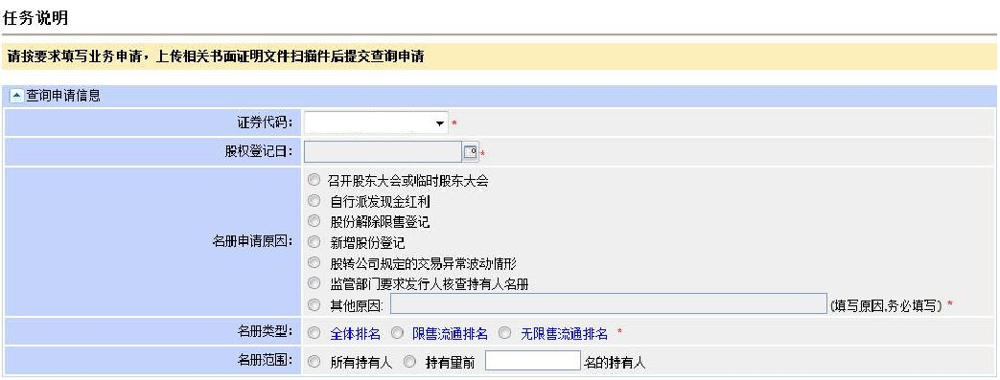 任务说明
请按要求填写业务申请，上传相关书面证明文件扫描件后提交查询申请
查询申请信息
证券代码： *
股权登记日： *
名册申请原因：
召开股东大会或临时股东大会
自行派发现金红利
股份解除限售登记
新增股份登记
股转公司规定的交易异常波动情形
监管部门要求发行人核查持有人名册
其他原因: (填写原因,务必填写) *
名册类型： 全体排名 限售流通排名 无限售流通排名 *
名册范围： 所有持有人 持有量前 名的持有人